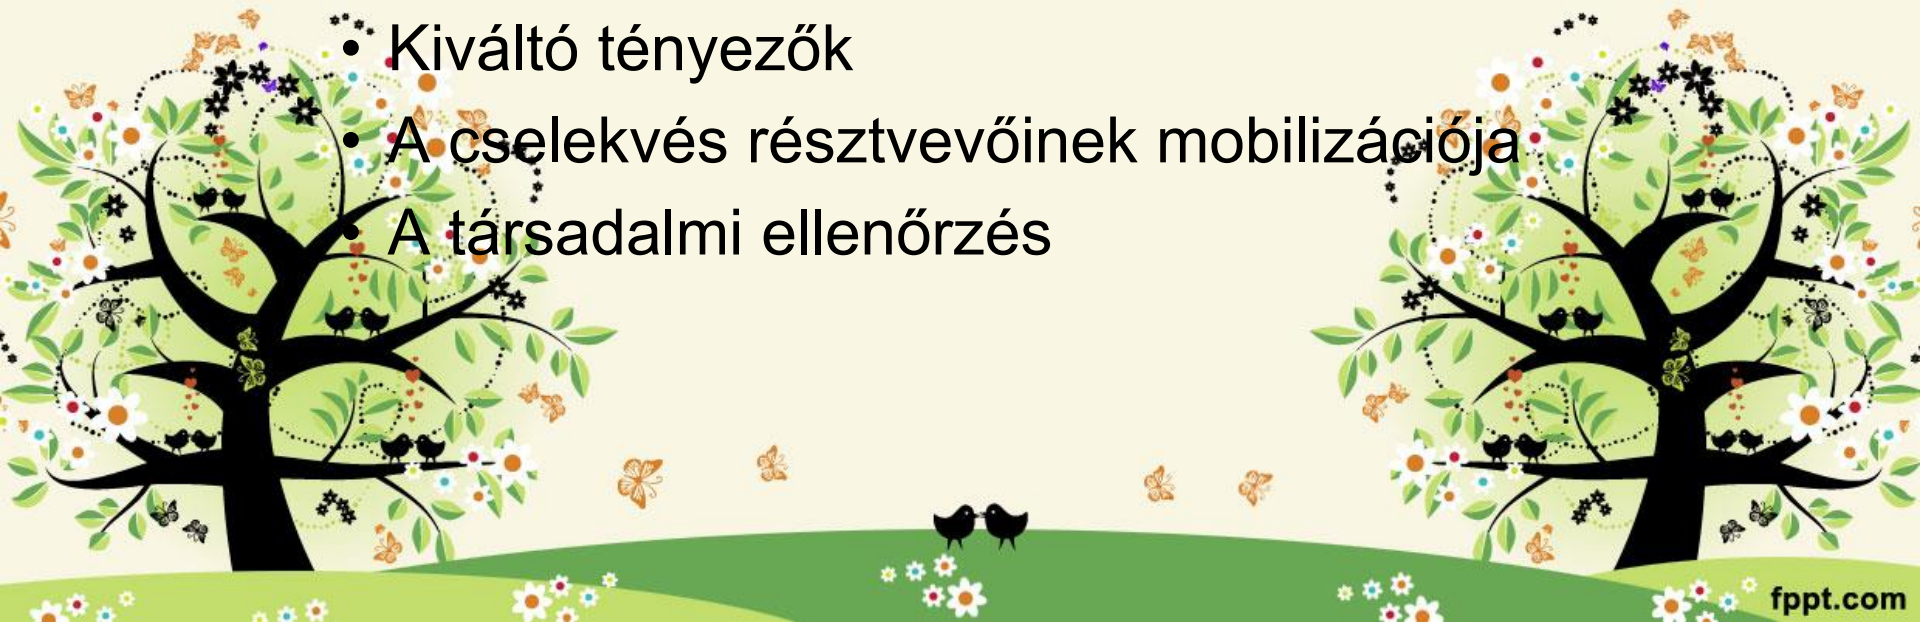 • Kiváltó tényezők
• A cselekvés résztvevőinek mobilizációja
• A társadalmi ellenőrzés
fppt.com